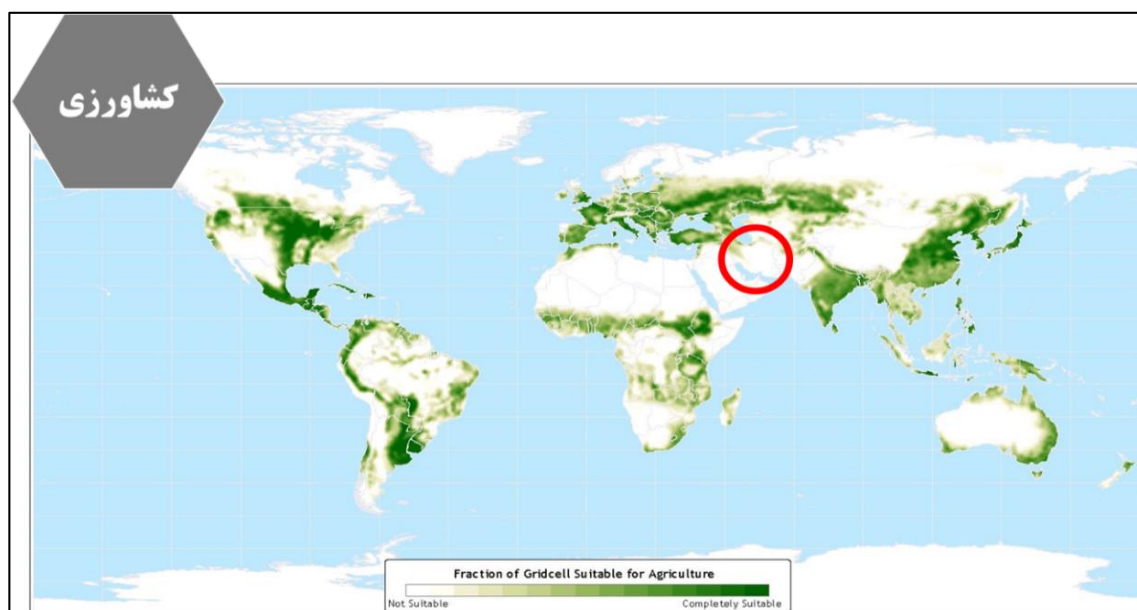 کشاورزی
Fraction of Gridcell Suitable for Agriculture
Not Suitable
Completely Suitable